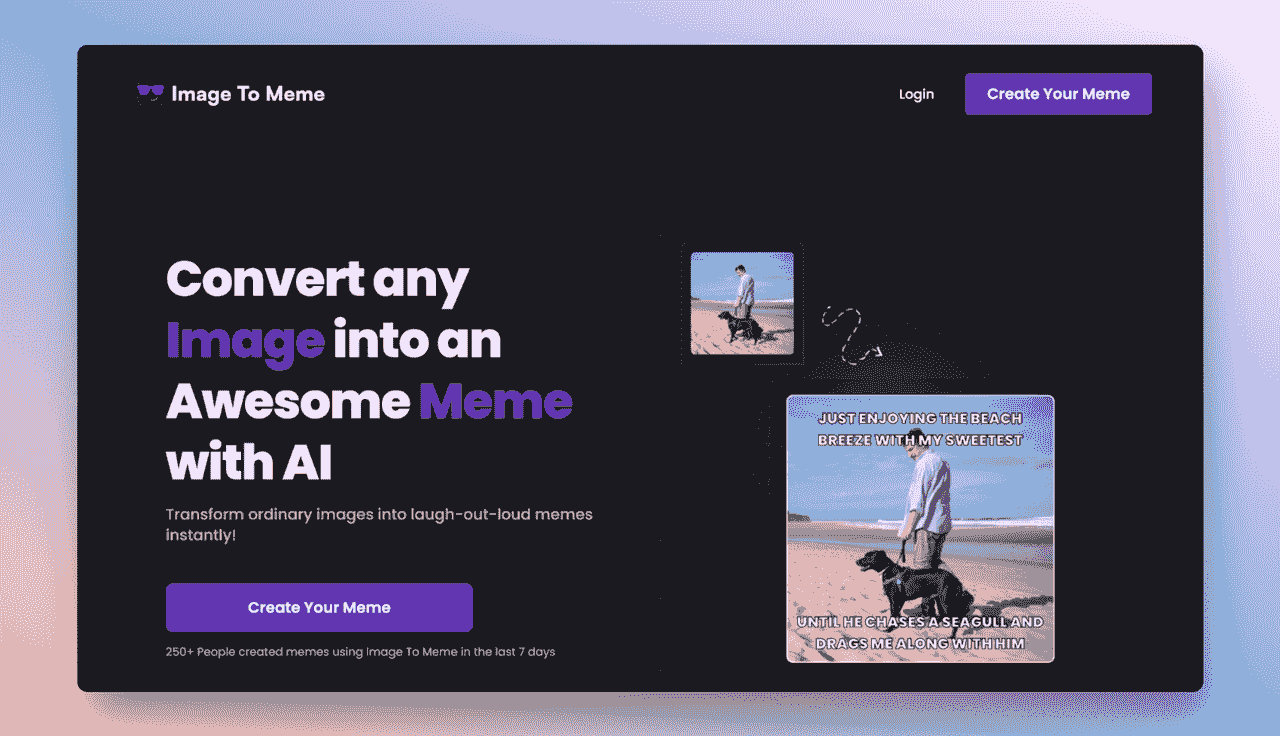 Image To Meme
Login
Create Your Meme
Convert any
Image into an
Awesome Meme
with AI
Transform ordinary images into laugh-out-loud memes
instantly!
Create Your Meme
250+ People created memes using Image To Meme in the last 7 days
JUST ENJOYING THE BEACH
BREEZE WITH MY SWEETEST
UNTIL HE CHASES A SEAGULL AND
DRAGS ME ALONG WITH HIM